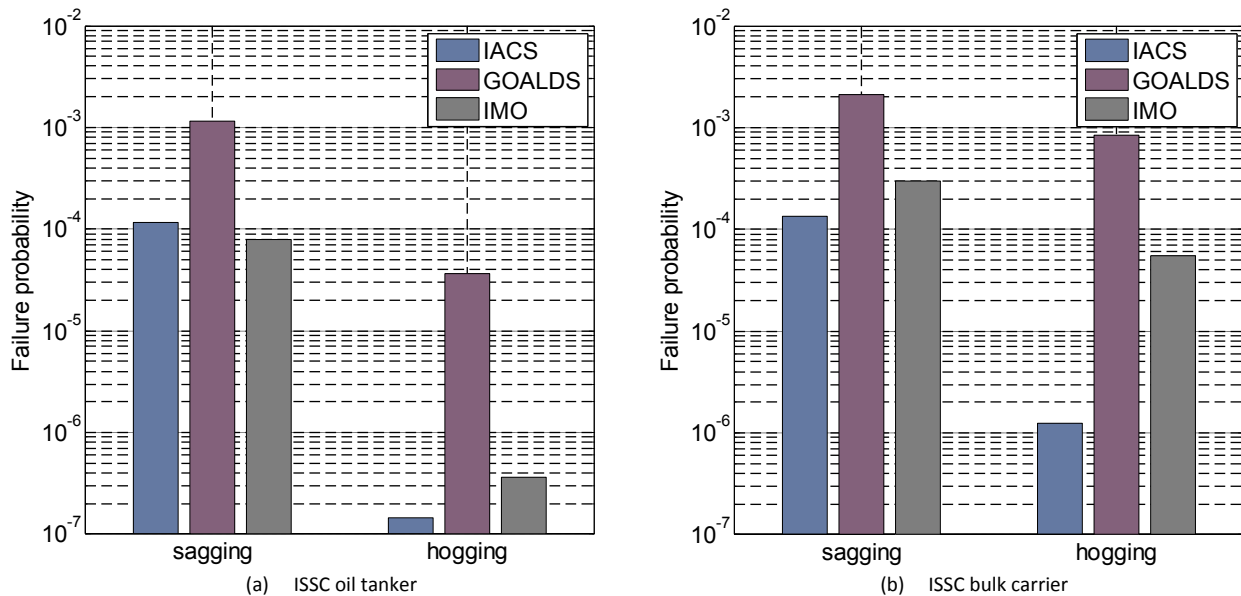 10-2
10-3
10-4
10-5
10-6
10-7
Failure probability
IACS
GOALDS
IMO
sagging hogging
(a) ISSC oil tanker
10-2
10-3
10-4
10-5
10-6
10-7
Failure probability
IACS
GOALDS
IMO
sagging hogging
(b) ISSC bulk carrier